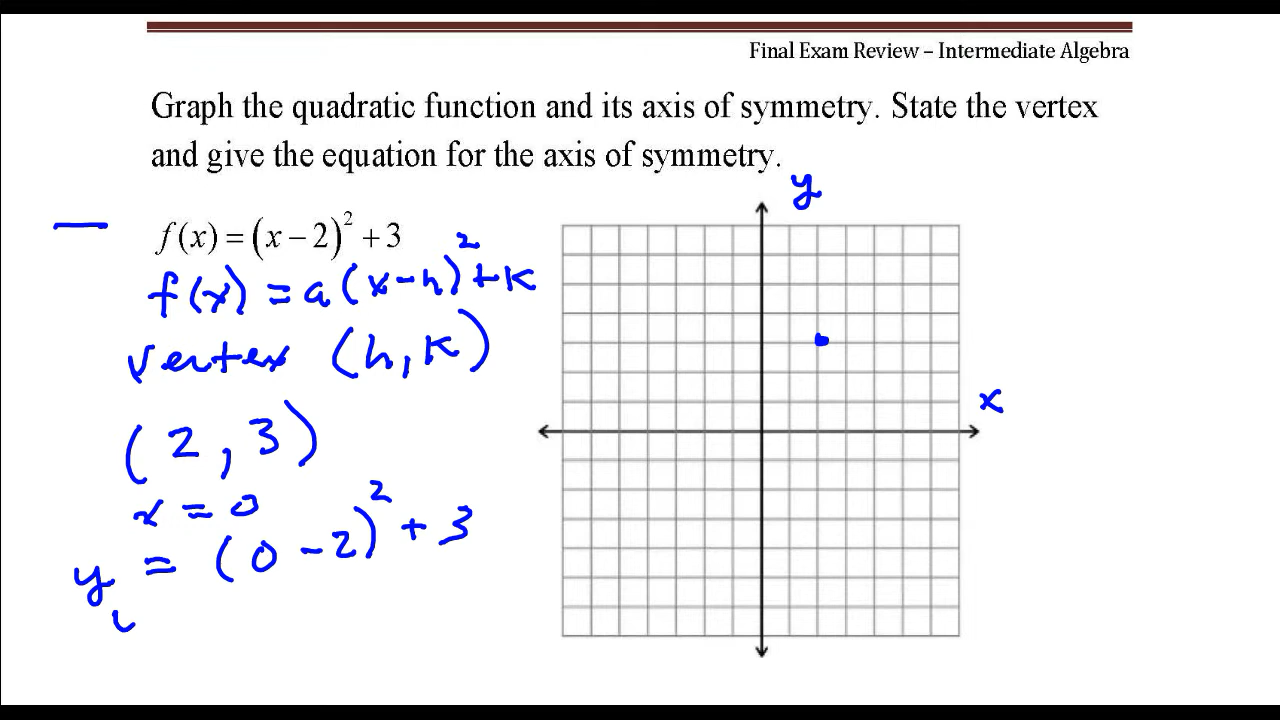 Final Exam Review – Intermediate Algebra
Graph the quadratic function and its axis of symmetry. State the vertex
and give the equation for the axis of symmetry.
y
f(x) = (x − 2)² + 3
f(x) = a(x-h)² + k
vertex (h, k)
x
(2, 3)
x = 0
y = (0 - 2)² + 3